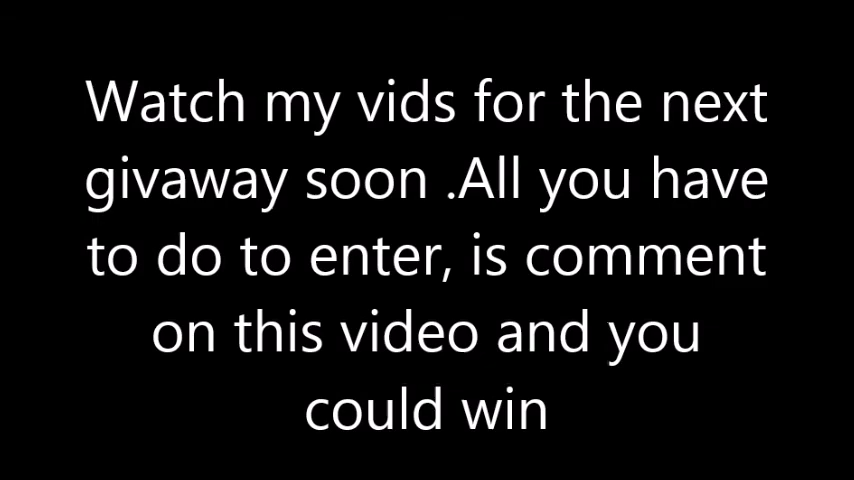 Watch my vids for the next
givaway soon .All you have
to do to enter, is comment
on this video and you
could win